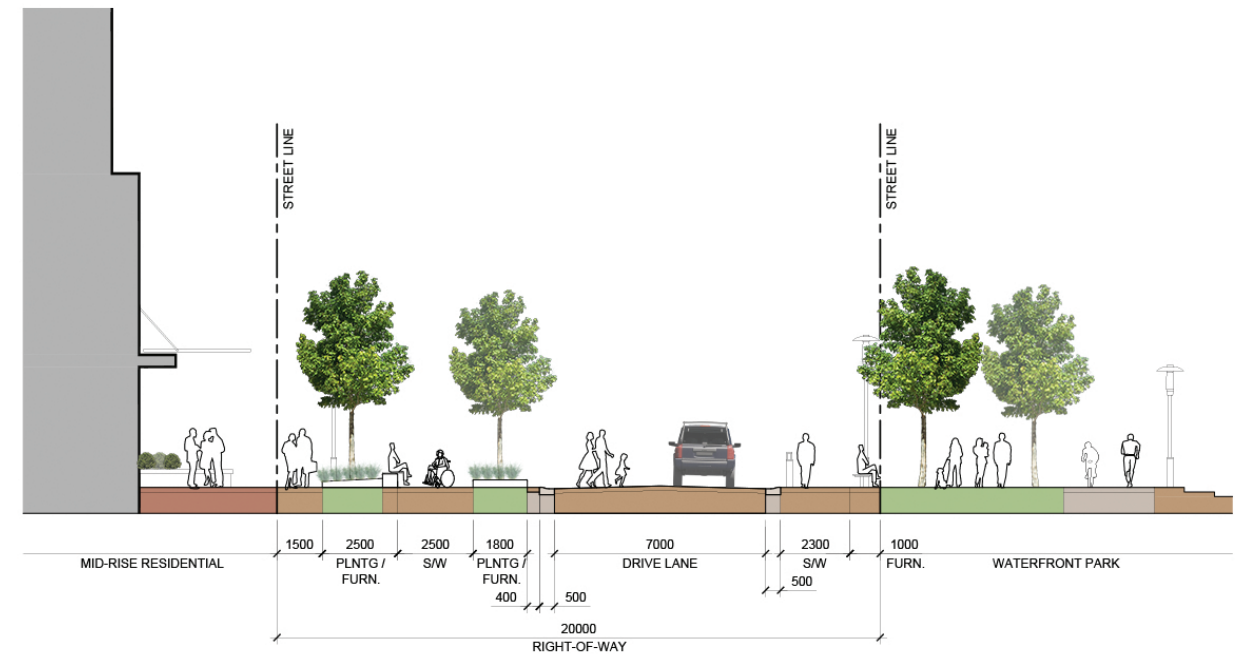 STREET LINE
STREET LINE
1500
2500
2500
1800
7000
2300
1000
MID-RISE RESIDENTIAL
PLNTG /
FURN.
S/W
PLNTG /
FURN.
DRIVE LANE
S/W
FURN.
WATERFRONT PARK
400
500
500
20000
RIGHT-OF-WAY